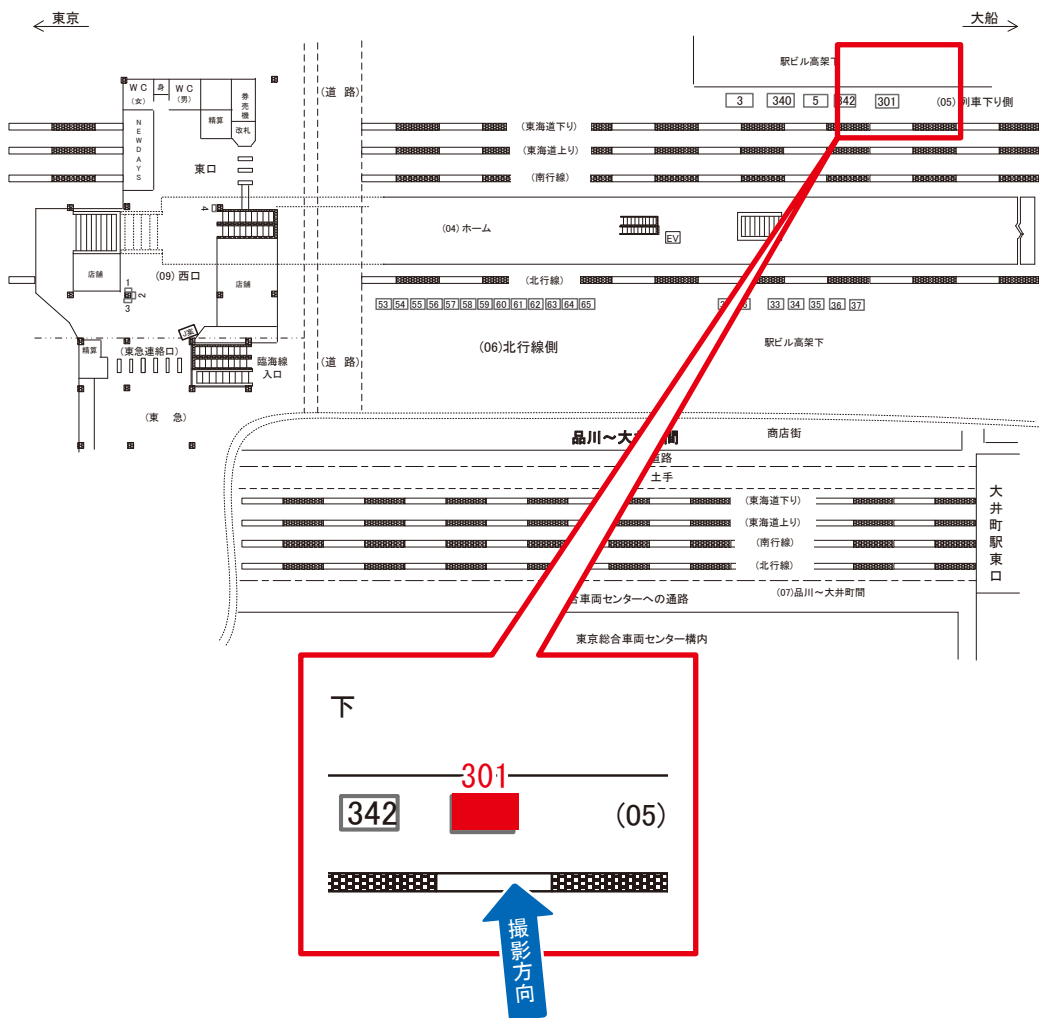 東京
大船
駅ビル高架下
3
340
5
342
301
(05)列車下り側
WC
(女)
身
WC
(男)
券売機
精算
改札
NEWDAYS
東口
(道 路)
(東海道下り)
(東海道上り)
(南行線)
4
(04)ホーム
EV
店舗
(09)西口
店舗
1
2
3
(北行線)
53 54 55 56 57 58 59 60 61 62 63 64 65
33 34 35 36 37
(06)北行線側
駅ビル高架下
精算
(東急連絡口)
臨海線
入口
(道 路)
(東 急)
品川～大井町間
商店街
道路
土手
(東海道下り)
(東海道上り)
(南行線)
(北行線)
大井町駅東口
(07)品川～大井町間
合車両センターへの通路
東京総合車両センター構内
下
301
342
(05)
撮影方向